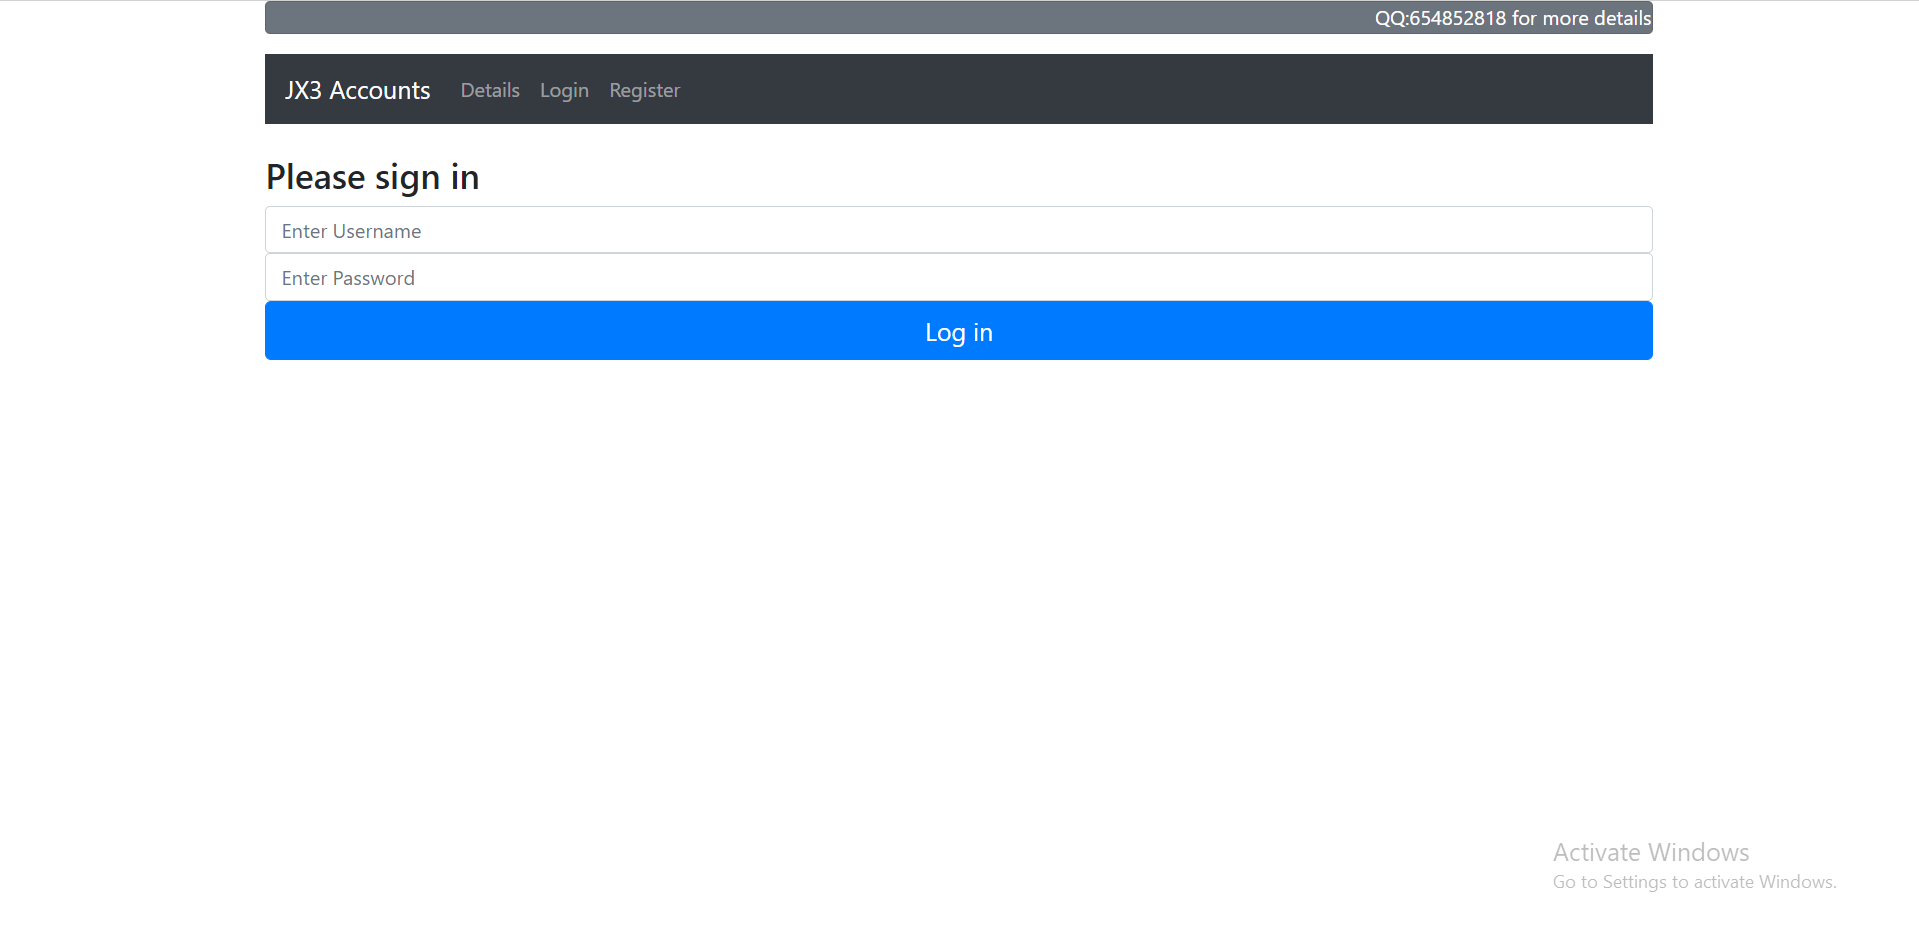 QQ:654852818 for more details
JX3 Accounts Details Login Register
Please sign in
Enter Username
Enter Password
Log in
Activate Windows
Go to Settings to activate Windows.